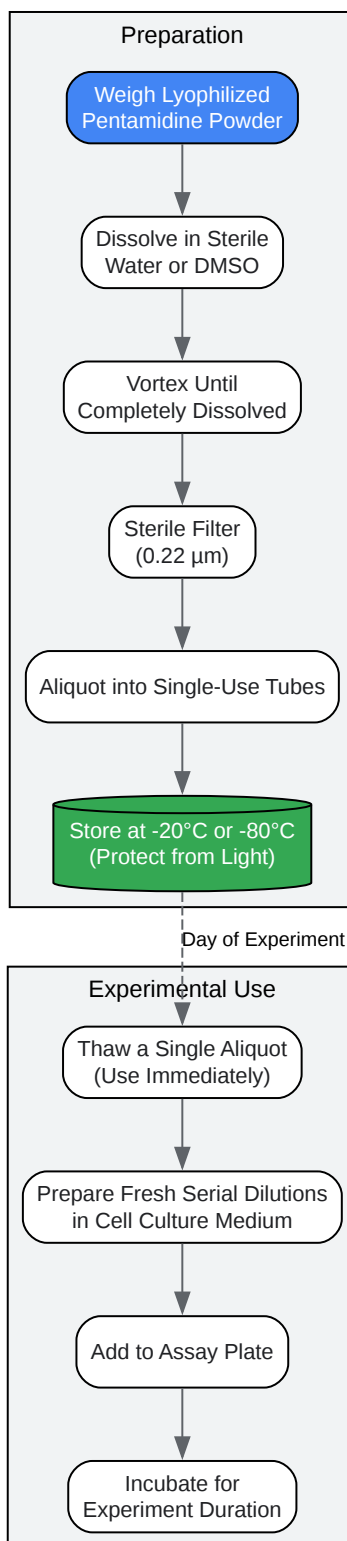 Preparation
Weigh Lyophilized
Pentamidine Powder
Dissolve in Sterile
Water or DMSO
Vortex Until
Completely Dissolved
Sterile Filter
(0.22 µm)
Aliquot into Single-Use Tubes
Store at -20°C or -80°C
(Protect from Light)
Day of Experiment
Experimental Use
Thaw a Single Aliquot
(Use Immediately)
Prepare Fresh Serial Dilutions
in Cell Culture Medium
Add to Assay Plate
Incubate for
Experiment Duration